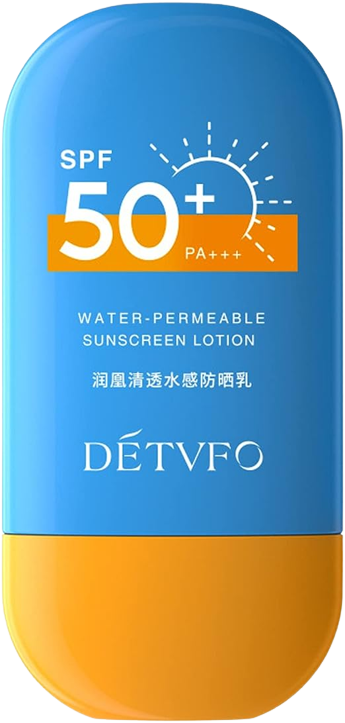 SPF
50+
PA+++
WATER-PERMEABLE
SUNSCREEN LOTION
润凰清透水感防晒乳
DÉTVFO